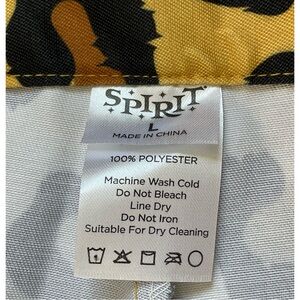 SPIRIT
L
MADE IN CHINA
100% POLYESTER
Machine Wash Cold
Do Not Bleach
Line Dry
Do Not Iron
Suitable For Dry Cleaning